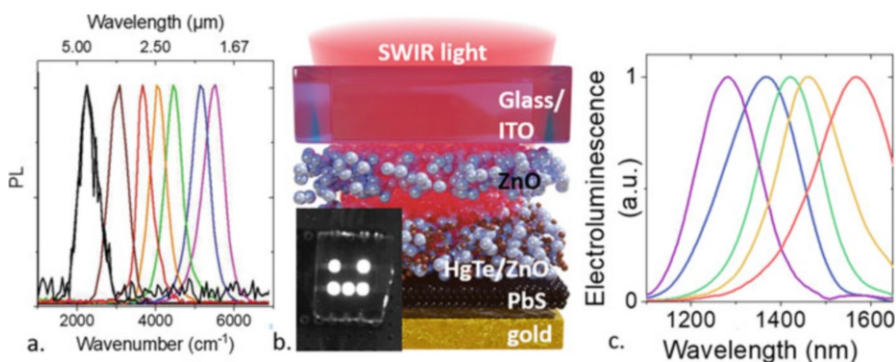 Wavelength (µm)
5.00 2.50 1.67
PL
2000 4000 6000
Wavenumber (cm⁻¹)
a.
SWIR light
Glass/
ITO
ZnO
HgTe/ZnO
PbS
gold
b.
Electroluminescence
(a.u.)
1
0
1200 1400 1600
Wavelength (nm)
c.